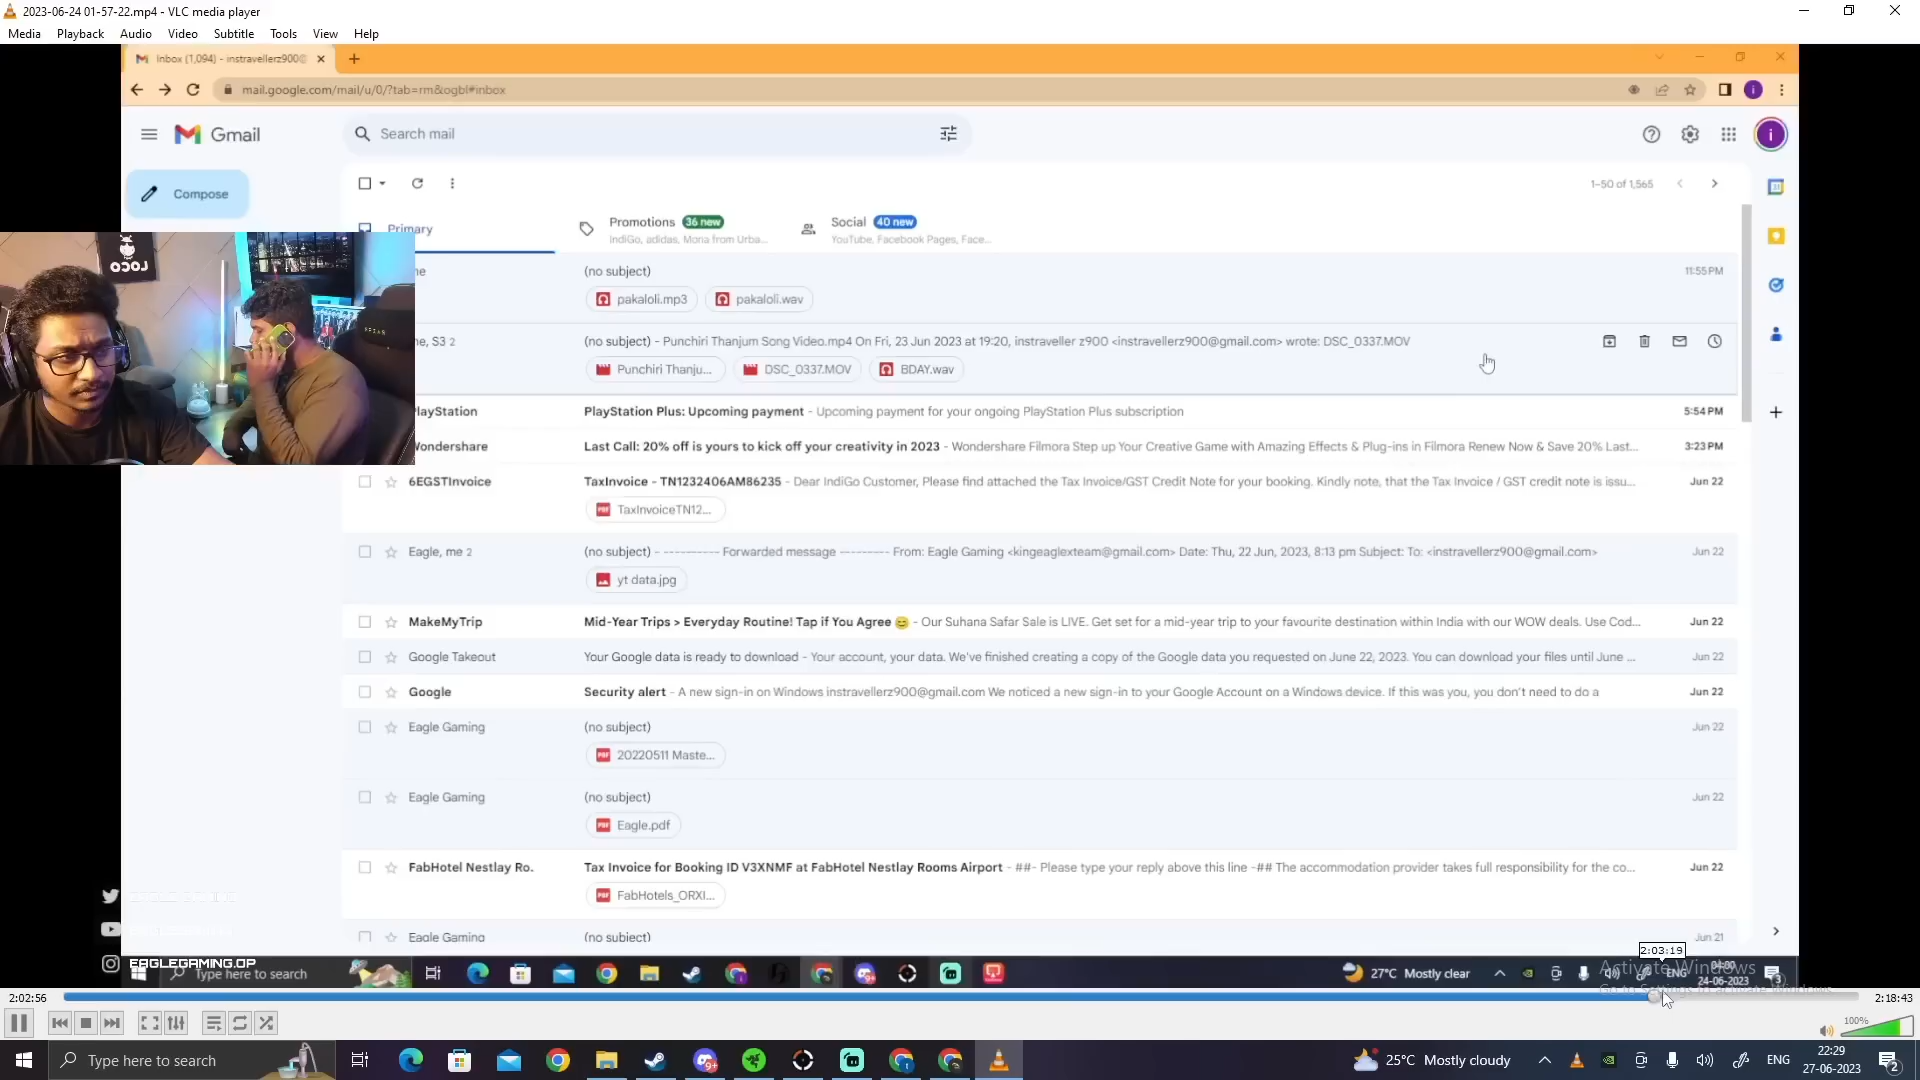 2023-06-24 01-57-22.mp4 - VLC media player
Media Playback Audio Video Subtitle Tools View Help
Inbox (1,094) - instravellerz900@
mail.google.com/mail/u/0/?tab=rm&ogbl#inbox
Gmail
Search mail
i
Compose
1-50 of 1,565
Primary
Promotions 36 new
IndiGo, adidas, Mona from Urba...
Social 40 new
YouTube, Facebook Pages, Face...
LOCO
(no subject)
11:55 PM
pakaloli.mp3 pakaloli.wav
S3 2
(no subject) - Punchiri Thanjum Song Video.mp4 On Fri, 23 Jun 2023 at 19:20, instraveller z900 <instravellerz900@gmail.com> wrote: DSC_0337.MOV
Punchiri Thanju... DSC_0337.MOV BDAY.wav
PlayStation PlayStation Plus: Upcoming payment - Upcoming payment for your ongoing PlayStation Plus subscription 5:54 PM
Wondershare Last Call: 20% off is yours to kick off your creativity in 2023 - Wondershare Filmora Step up Your Creative Game with Amazing Effects & Plug-ins in Filmora Renew Now & Save 20% Last... 3:23 PM
6EGSTInvoice TaxInvoice - TN1232406AM86235 - Dear IndiGo Customer, Please find attached the Tax Invoice/GST Credit Note for your booking. Kindly note, that the Tax Invoice / GST credit note is issu... Jun 22
TaxInvoiceTN12...
Eagle, me 2 (no subject) - ---------- Forwarded message --------- From: Eagle Gaming <kingeaglexteam@gmail.com> Date: Thu, 22 Jun, 2023, 8:13 pm Subject: To: <instravellerz900@gmail.com> Jun 22
yt data.jpg
MakeMyTrip Mid-Year Trips > Everyday Routine! Tap if You Agree 😄 - Our Suhana Safar Sale is LIVE. Get set for a mid-year trip to your favourite destination within India with our WOW deals. Use Cod... Jun 22
Google Takeout Your Google data is ready to download - Your account, your data. We've finished creating a copy of the Google data you requested on June 22, 2023. You can download your files until June ... Jun 22
Google Security alert - A new sign-in on Windows instravellerz900@gmail.com We noticed a new sign-in to your Google Account on a Windows device. If this was you, you don't need to do a Jun 22
Eagle Gaming (no subject) Jun 22
20220511 Maste...
Eagle Gaming (no subject) Jun 22
Eagle.pdf
FabHotel Nestlay Ro. Tax Invoice for Booking ID V3XNMF at FabHotel Nestlay Rooms Airport - ##- Please type your reply above this line -## The accommodation provider takes full responsibility for the co... Jun 22
FabHotels_ORXI...
Eagle Gaming (no subject) Jun 21
2:03:19
EAGLEGAMING.OP
Type here to search
27°C Mostly clear
ENG
24-06-2023
Activate Windows
2:02:56
2:18:43
100%
Type here to search
25°C Mostly cloudy
ENG
22:29
27-06-2023
2